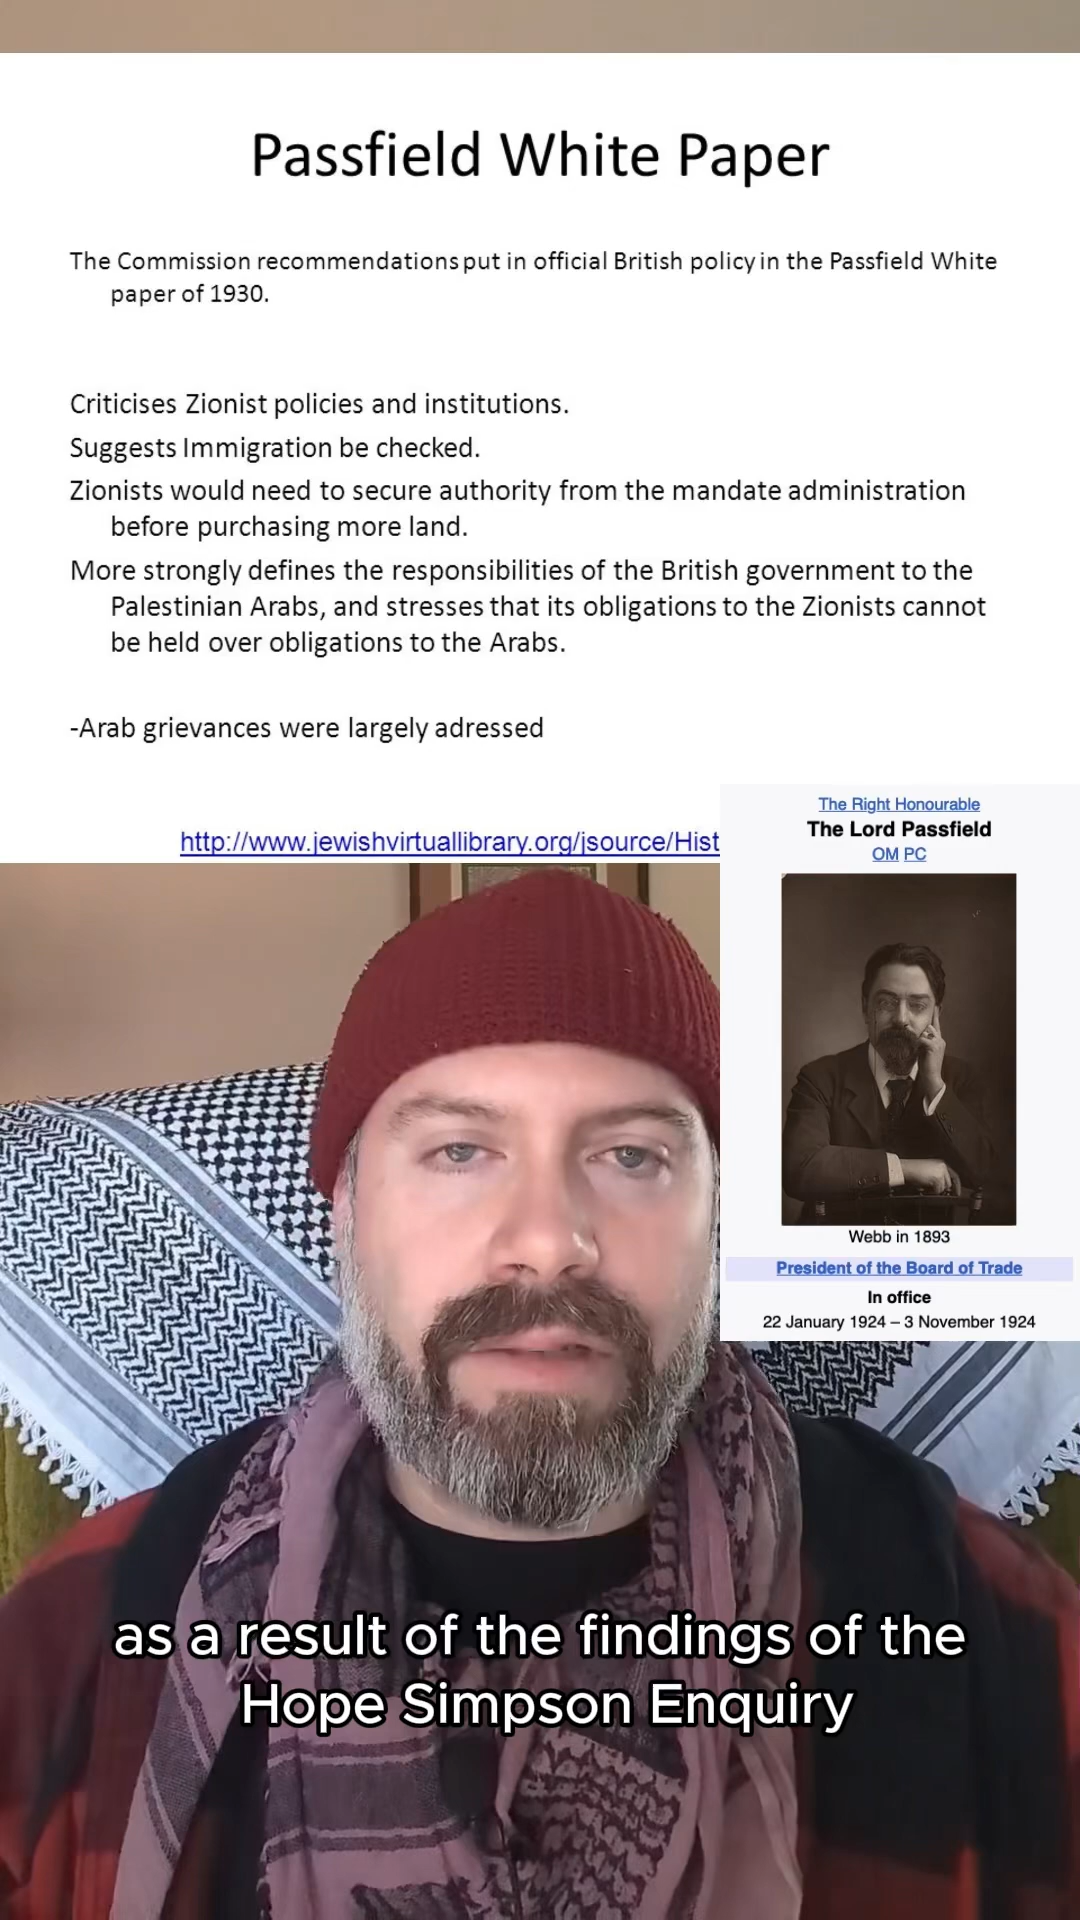 Passfield White Paper
The Commission recommendations put in official British policy in the Passfield White
paper of 1930.
Criticises Zionist policies and institutions.
Suggests Immigration be checked.
Zionists would need to secure authority from the mandate administration
before purchasing more land.
More strongly defines the responsibilities of the British government to the
Palestinian Arabs, and stresses that its obligations to the Zionists cannot
be held over obligations to the Arabs.
-Arab grievances were largely adressed
http://www.jewishvirtuallibrary.org/jsource/Hist
The Right Honourable
The Lord Passfield
OM PC
Webb in 1893
President of the Board of Trade
In office
22 January 1924 – 3 November 1924
as a result of the findings of the
Hope Simpson Enquiry